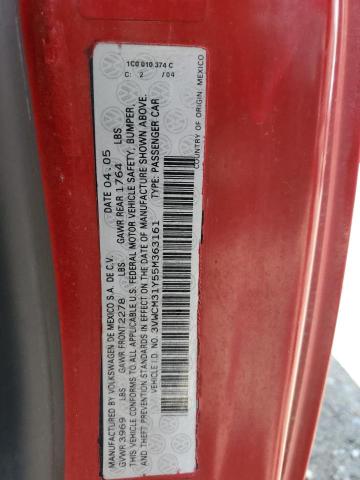 1C0 010 374 C
C: 2 / 04
MANUFACTURED BY VOLKSWAGEN DE MEXICO S.A. DE C.V. DATE 04.05
GVWR 3969 LBS GAWR FRONT 2278 LBS GAWR REAR 1764 LBS
THIS VEHICLE CONFORMS TO ALL APPLICABLE U.S. FEDERAL MOTOR VEHICLE SAFETY, BUMPER,
AND THEFT PREVENTION STANDARDS IN EFFECT ON THE DATE OF MANUFACTURE SHOWN ABOVE.
VEHICLE I.D. NO.: 3VWCM31Y55M363161 TYPE: PASSENGER CAR
COUNTRY OF ORIGIN: MEXICO